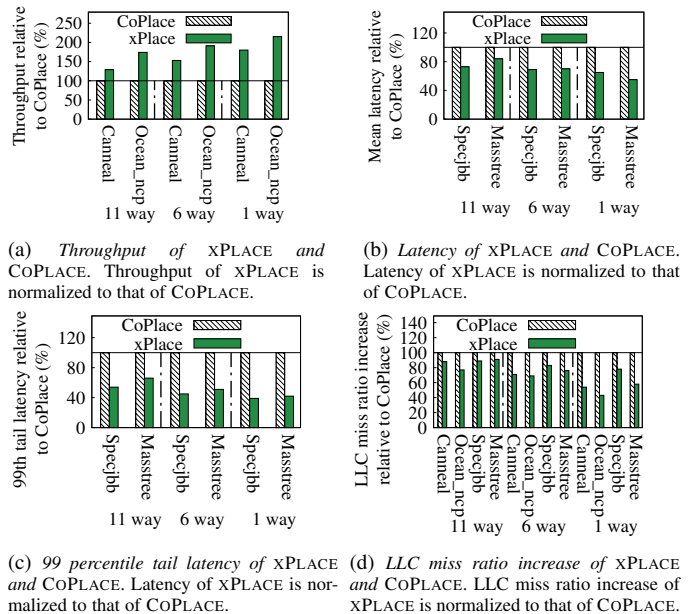 Throughput relative
to CoPlace (%)
250
200
150
100
50
0
CoPlace
xPlace
Canneal
Ocean_ncp
Canneal
Ocean_ncp
Canneal
Ocean_ncp
11 way
6 way
1 way
(a) Throughput of XPLACE and
COPLACE. Throughput of XPLACE is
normalized to that of COPLACE.
Mean latency relative
to CoPlace (%)
120
80
40
0
CoPlace
xPlace
Specjbb
Masstree
Specjbb
Masstree
Specjbb
Masstree
11 way
6 way
1 way
(b) Latency of XPLACE and COPLACE.
Latency of XPLACE is normalized to that
of COPLACE.
99th tail latency relative
to CoPlace (%)
120
80
40
0
CoPlace
xPlace
Specjbb
Masstree
Specjbb
Masstree
Specjbb
Masstree
11 way
6 way
1 way
(c) 99 percentile tail latency of XPLACE
and COPLACE. Latency of XPLACE is nor-
malized to that of COPLACE.
LLC miss ratio increase
relative to CoPlace (%)
140
120
100
80
60
40
20
0
CoPlace
xPlace
Canneal
Ocean_ncp
Specjbb
Masstree
Canneal
Ocean_ncp
Specjbb
Masstree
Canneal
Ocean_ncp
Specjbb
Masstree
11 way
6 way
1 way
(d) LLC miss ratio increase of XPLACE
and COPLACE. LLC miss ratio increase of
XPLACE is normalized to that of COPLACE.